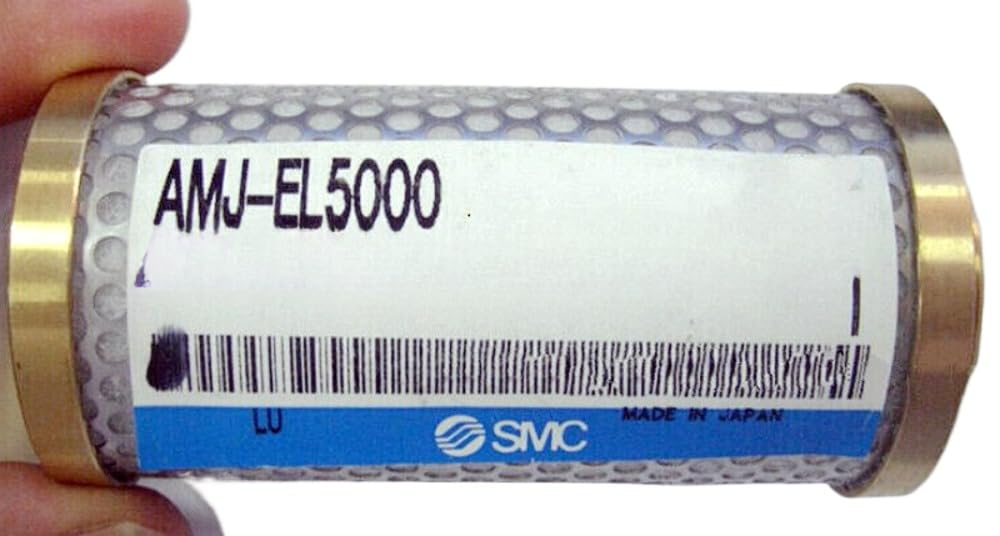 AMJ-EL5000
LU
SMC
MADE IN JAPAN